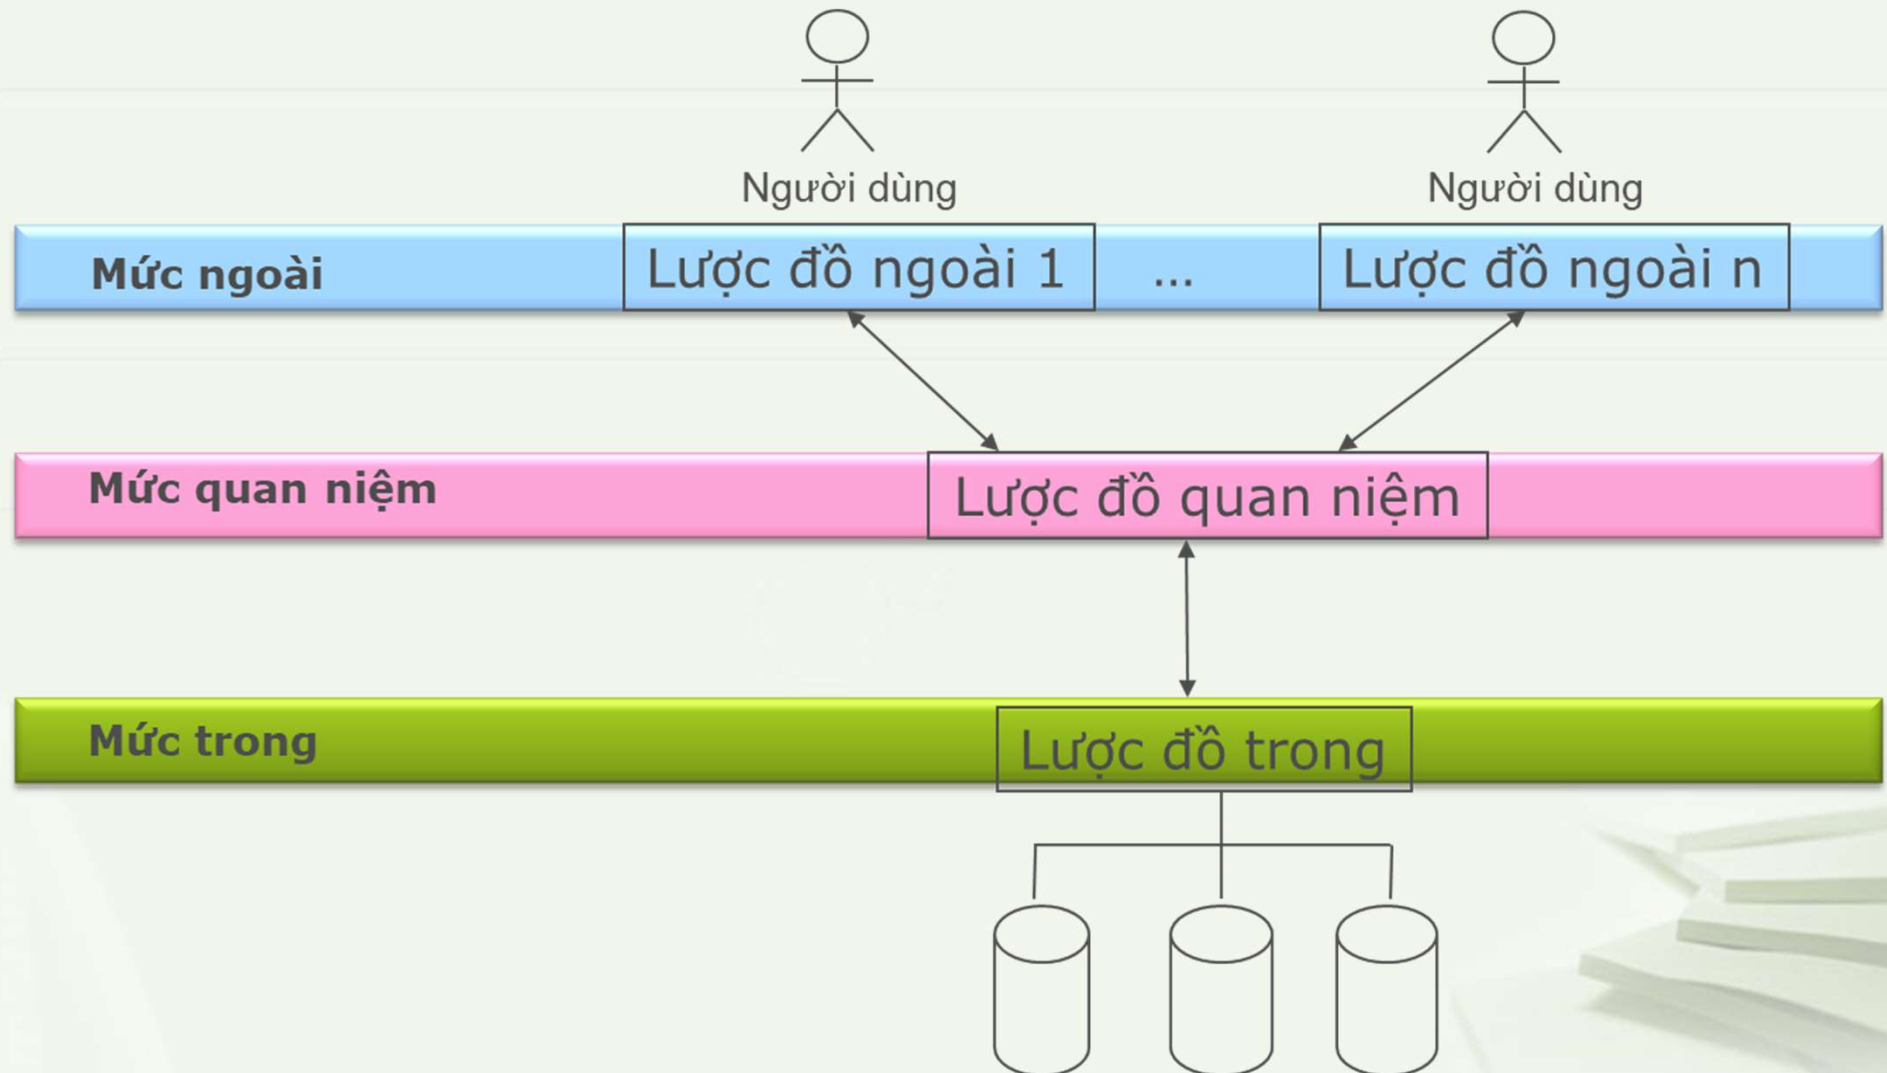 Người dùng
Người dùng
Mức ngoài
Lược đồ ngoài 1
...
Lược đồ ngoài n
Mức quan niệm
Lược đồ quan niệm
Mức trong
Lược đồ trong